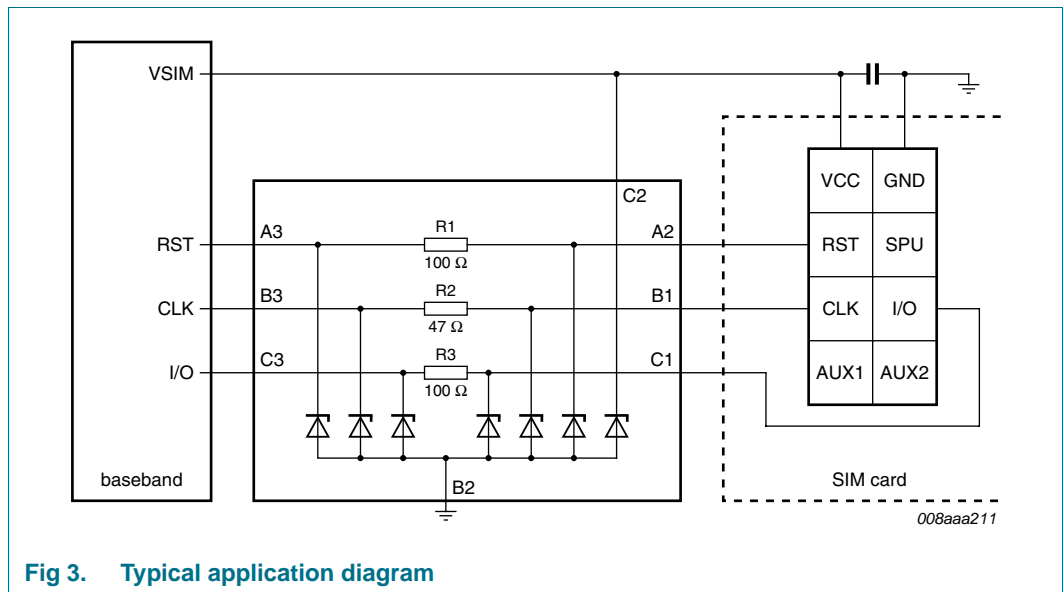 VSIM
C2
VCC GND
A3 R1 A2
RST RST SPU
100 Ω
B3 R2 B1
CLK CLK I/O
47 Ω
C3 R3 C1
I/O AUX1 AUX2
100 Ω
baseband B2 SIM card
008aaa211
Fig 3. Typical application diagram